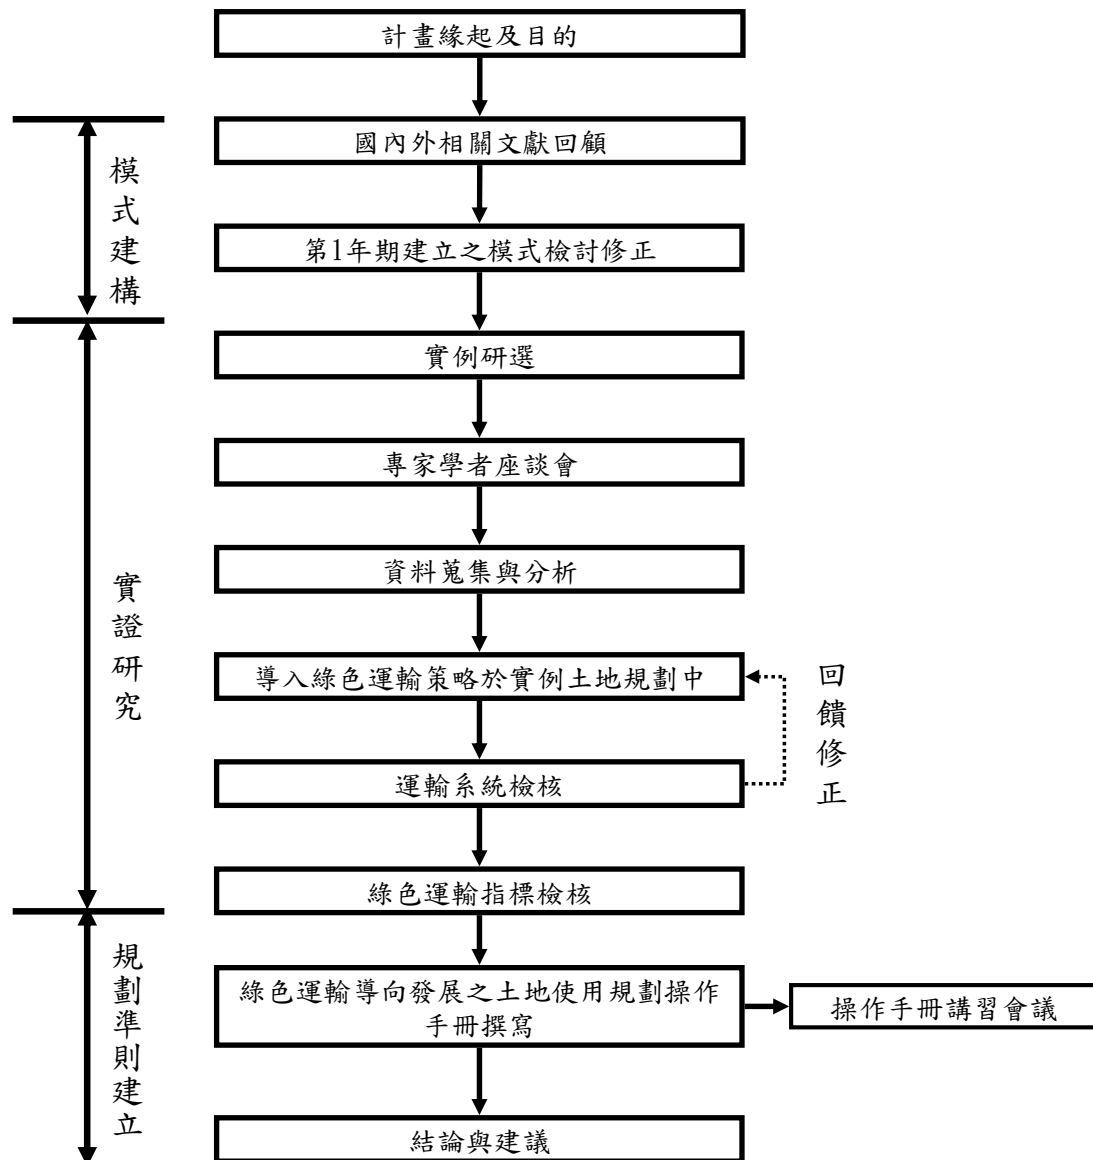 計畫緣起及目的
國內外相關文獻回顧
模式建構
第1年期建立之模式檢討修正
實例研選
專家學者座談會
資料蒐集與分析
實證研究
導入綠色運輸策略於實例土地規劃中
回饋修正
運輸系統檢核
綠色運輸指標檢核
規劃準則建立
綠色運輸導向發展之土地使用規劃操作
手冊撰寫
操作手冊講習會議
結論與建議